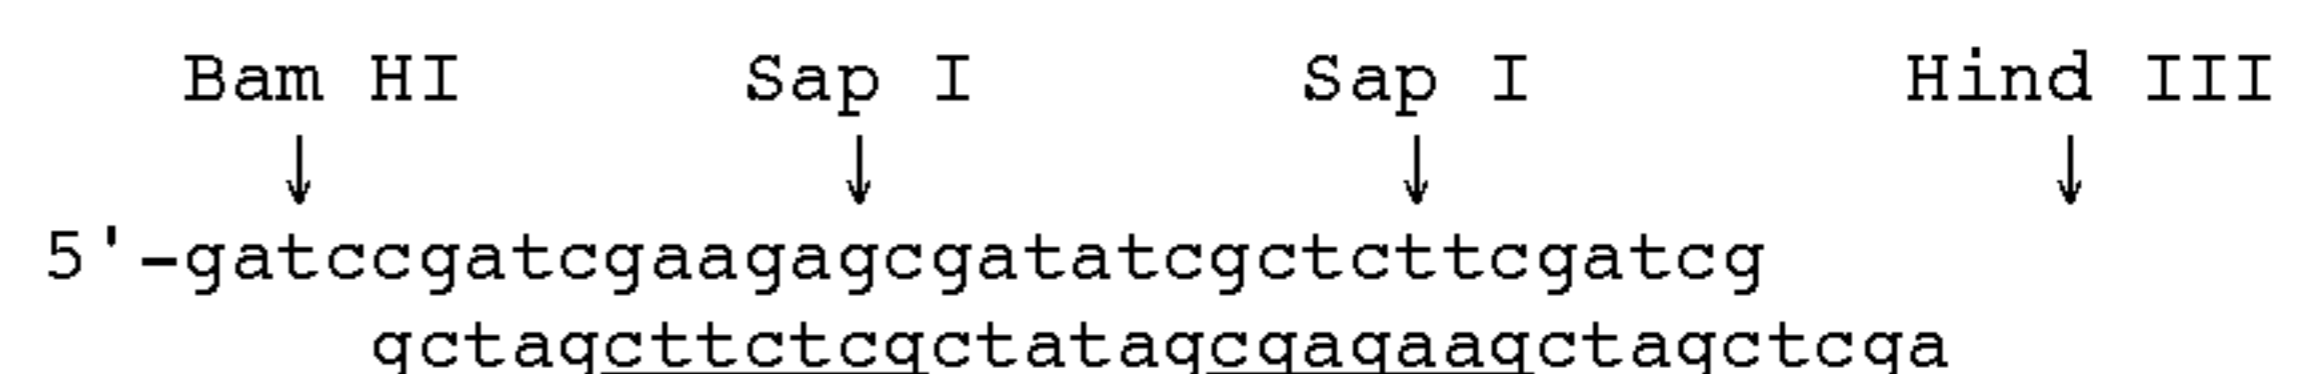 Bam HI Sap I Sap I Hind III
5'-gatccgatcgaagagcgatatcgctcttcgatcg
gctagcttctcgctatagcgagaagctagctcga